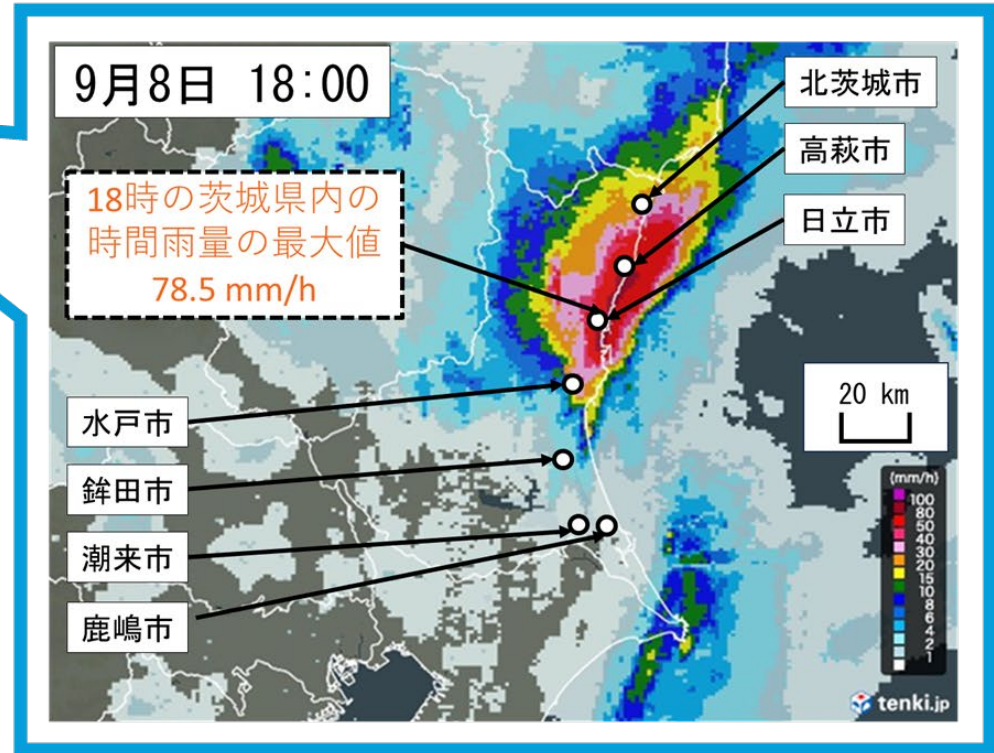 9月8日 18:00
18時の茨城県内の
時間雨量の最大値
78.5 mm/h
北茨城市
高萩市
日立市
水戸市
鉾田市
潮来市
鹿嶋市
20 km
(mm/h)
100
80
50
40
30
20
15
10
8
6
4
2
1
tenki.jp